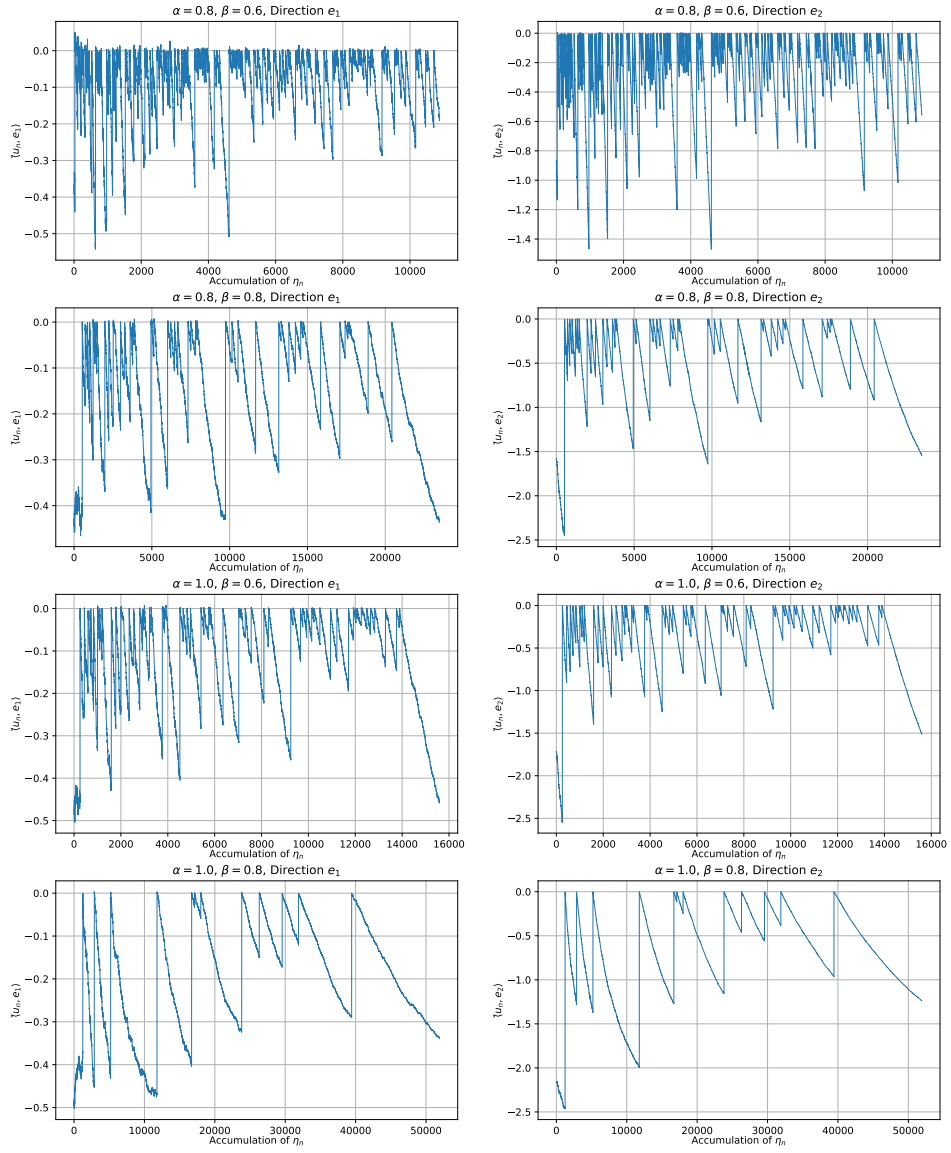 α = 0.8, β = 0.6, Direction e₁
0.0
−0.1
−0.2
−0.3
−0.4
−0.5
⟨ǔₙ, e₁⟩
0 2000 4000 6000 8000 10000
Accumulation of ηₙ
α = 0.8, β = 0.6, Direction e₂
0.0
−0.2
−0.4
−0.6
−0.8
−1.0
−1.2
−1.4
⟨ǔₙ, e₂⟩
0 2000 4000 6000 8000 10000
Accumulation of ηₙ
α = 0.8, β = 0.8, Direction e₁
0.0
−0.1
−0.2
−0.3
−0.4
⟨ǔₙ, e₁⟩
0 5000 10000 15000 20000
Accumulation of ηₙ
α = 0.8, β = 0.8, Direction e₂
0.0
−0.5
−1.0
−1.5
−2.0
−2.5
⟨ǔₙ, e₂⟩
0 5000 10000 15000 20000
Accumulation of ηₙ
α = 1.0, β = 0.6, Direction e₁
0.0
−0.1
−0.2
−0.3
−0.4
−0.5
⟨ǔₙ, e₁⟩
0 2000 4000 6000 8000 10000 12000 14000 16000
Accumulation of ηₙ
α = 1.0, β = 0.6, Direction e₂
0.0
−0.5
−1.0
−1.5
−2.0
−2.5
⟨ǔₙ, e₂⟩
0 2000 4000 6000 8000 10000 12000 14000 16000
Accumulation of ηₙ
α = 1.0, β = 0.8, Direction e₁
0.0
−0.1
−0.2
−0.3
−0.4
−0.5
⟨ǔₙ, e₁⟩
0 10000 20000 30000 40000 50000
Accumulation of ηₙ
α = 1.0, β = 0.8, Direction e₂
0.0
−0.5
−1.0
−1.5
−2.0
−2.5
⟨ǔₙ, e₂⟩
0 10000 20000 30000 40000 50000
Accumulation of ηₙ